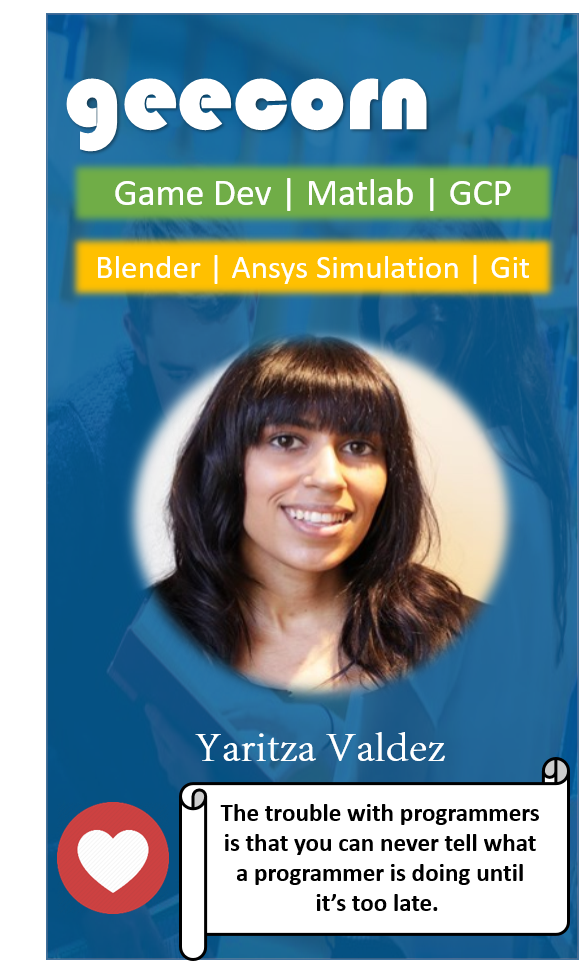 geecorn
Game Dev | Matlab | GCP
Blender | Ansys Simulation | Git
Yaritza Valdez
The trouble with programmers
is that you can never tell what
a programmer is doing until
it’s too late.